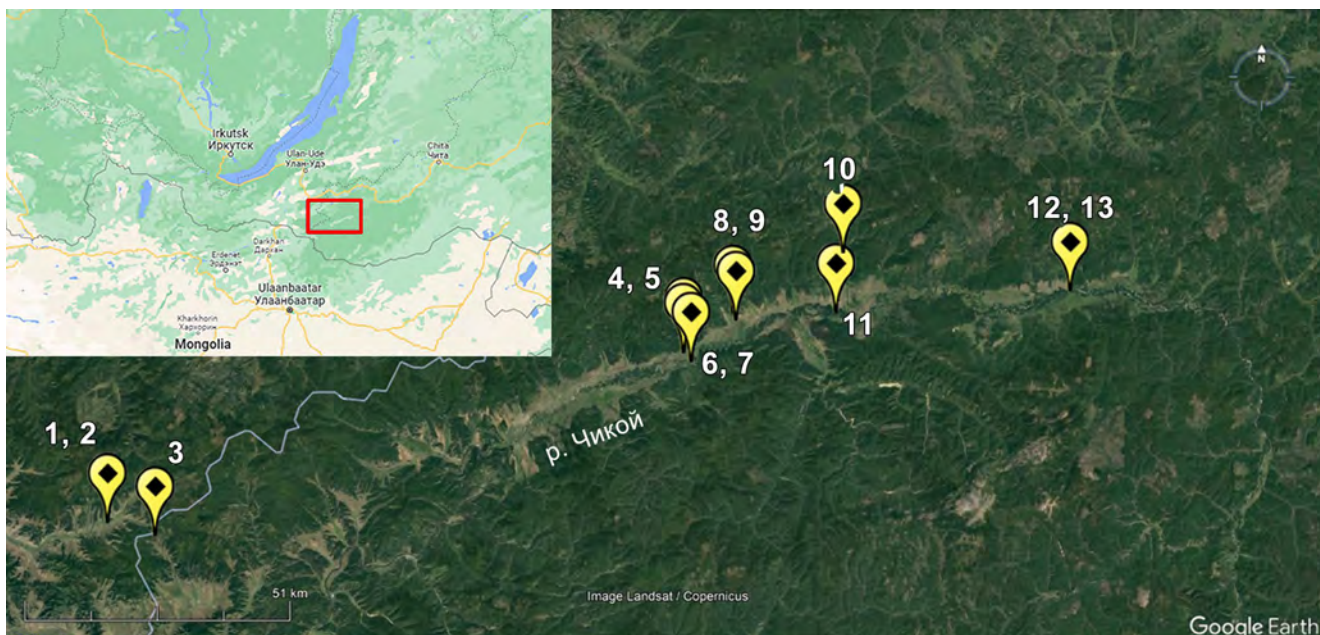 Irkutsk
Иркутск
Ulan-Ude
Улан-Удэ
Chita
Чита
Darkhan
Дархан
Erdenet
Эрдэнэт
Ulaanbaatar
Улаанбаатар
Kharkhorin
Хархорин
Mongolia
N
10
12, 13
8, 9
4, 5
11
6, 7
р. Чикой
1, 2
3
51 km
Image Landsat / Copernicus
Google Earth